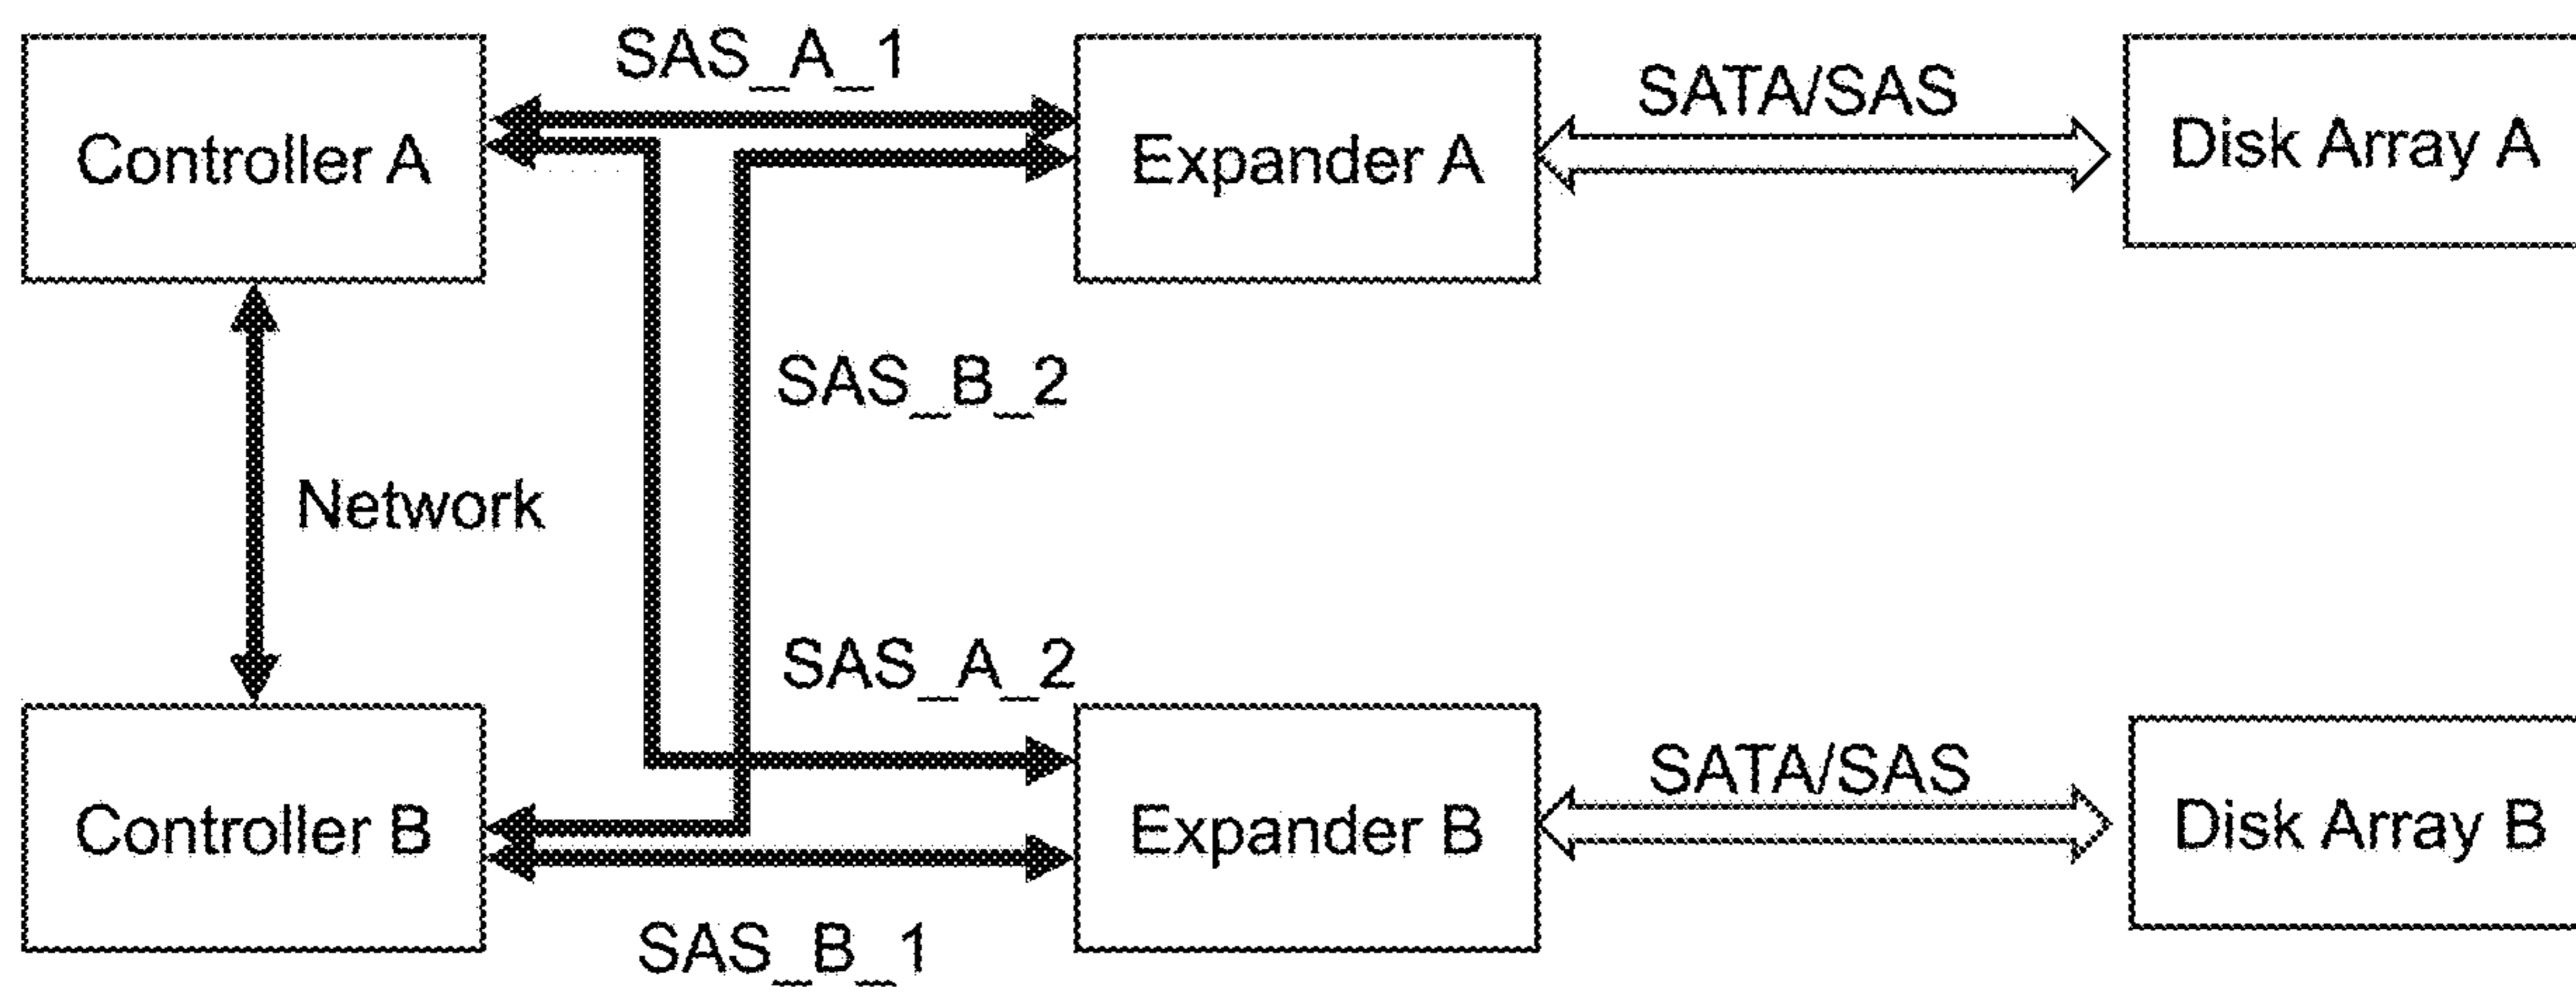 SAS_A_1
SATA/SAS
Controller A
Expander A
Disk Array A
SAS_B_2
Network
SAS_A_2
SATA/SAS
Controller B
Expander B
Disk Array B
SAS_B_1